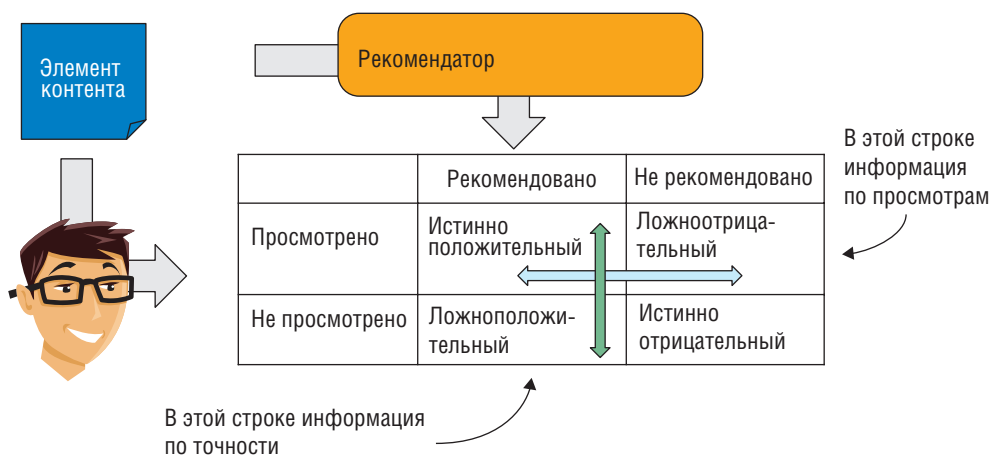 Элемент
контента
Рекомендатор
В этой строке
информация
по просмотрам
Рекомендовано
Не рекомендовано
Просмотрено
Истинно
положительный
Ложноотрица-
тельный
Не просмотрено
Ложноположи-
тельный
Истинно
отрицательный
В этой строке информация
по точности